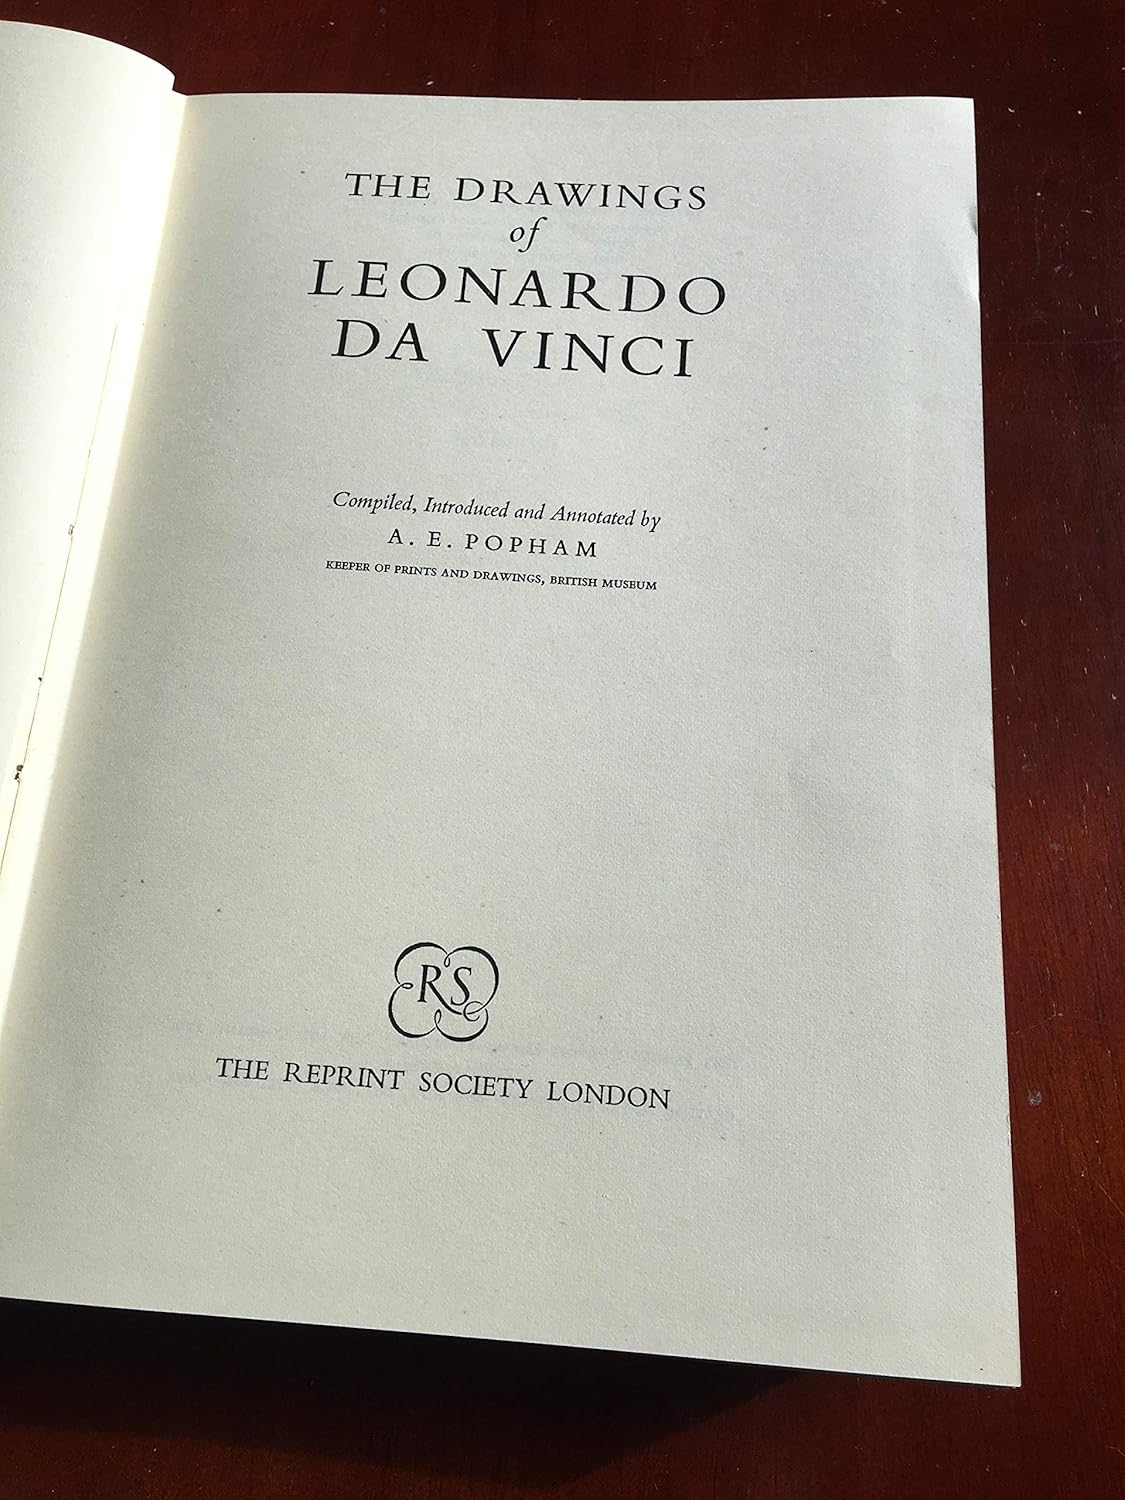 THE DRAWINGS
of
LEONARDO
DA VINCI
Compiled, Introduced and Annotated by
A. E. POPHAM
KEEPER OF PRINTS AND DRAWINGS, BRITISH MUSEUM
RS
THE REPRINT SOCIETY LONDON